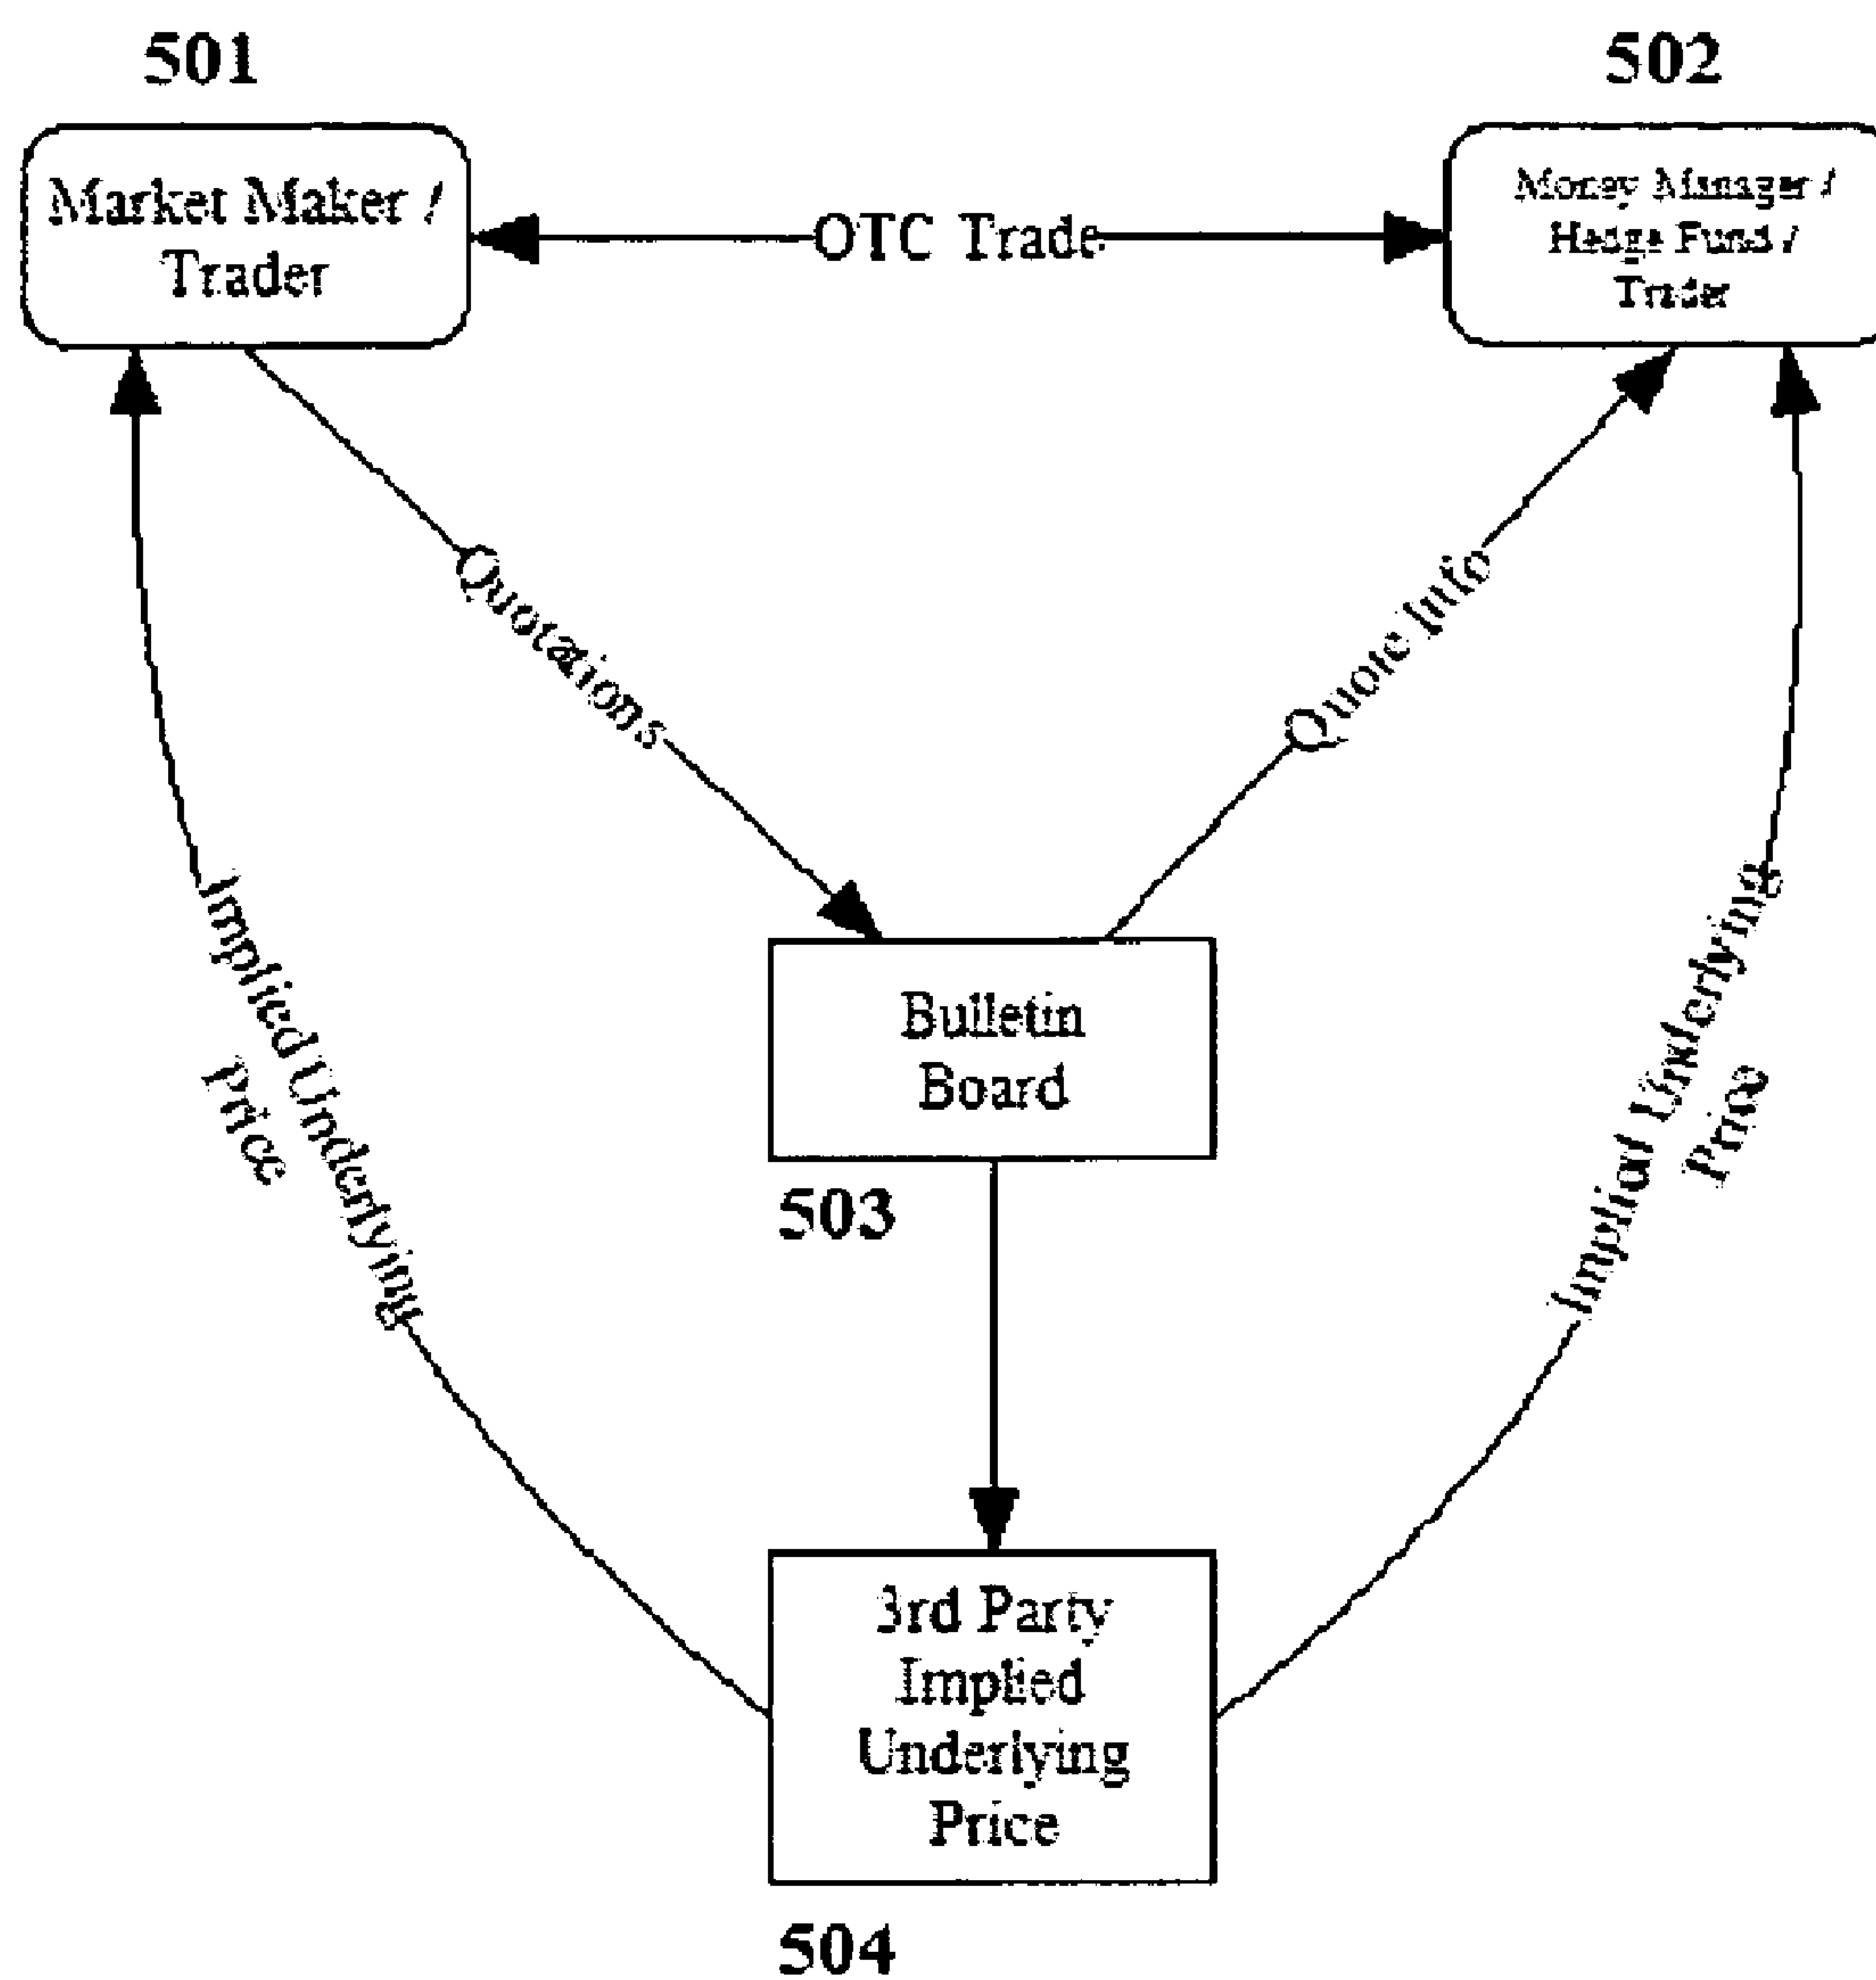 501
502
Market Maker /
Trader
OTC Trade
Money Manager /
Hedge Fund /
Trader
Quotations
Quote Info
Implied Underlying
Price
Implied Underlying
Price
Bulletin
Board
503
3rd Party
Implied
Underlying
Price
504